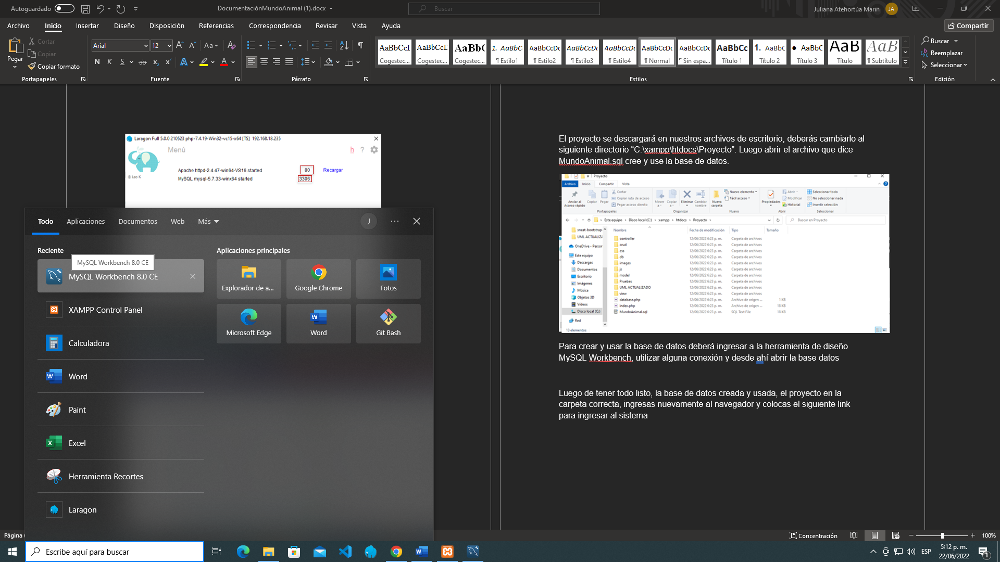 Autoguardado
DocumentaciónMundoAnimal (1).docx
Buscar
Juliana Atehortúa Marin
JA
Archivo Inicio Insertar Diseño Disposición Referencias Correspondencia Revisar Vista Ayuda
Compartir
Pegar
Cortar
Copiar
Copiar formato
Portapapeles
Arial 12
Fuente
Párrafo
AaBbCcI AaBbCcI AaBb( 1. AaBbC AaBbCcDc AaBbCcDc AaBbCcDc AaBbCcDc AaBbCcDc AaBbCc 1. AaBbC AaBbC AaB AaB
Cogestec... Cogestec... Cogestec... ¶ Estilo1 ¶ Estilo2 ¶ Estilo3 ¶ Estilo4 ¶ Normal ¶ Sin espa... Título 1 Título 2 Título 3 Título ¶ Subtítulo
Estilos
Buscar
Reemplazar
Seleccionar
Edición
Laragon Full 5.0.0 210523 php-7.4.19-Win32-vc15-x64 [TS] 192.168.18.235
Menú
h ?
© Leo K
Apache httpd-2.4.47-win64-VS16 started 80 Recargar
MySQL mysql-5.7.33-winx64 started 3306
Todo Aplicaciones Documentos Web Más
J
Reciente
MySQL Workbench 8.0 CE
MySQL Workbench 8.0 CE
XAMPP Control Panel
Calculadora
Word
Paint
Excel
Herramienta Recortes
Laragon
Aplicaciones principales
Explorador de a...
Google Chrome
Fotos
Microsoft Edge
Word
Git Bash
El proyecto se descargará en nuestros archivos de escritorio, deberás cambiarlo al
siguiente directorio “C:\xampp\htdocs\Proyecto”. Luego abrir el archivo que dice
MundoAnimal.sql cree y use la base de datos.
Proyecto
Archivo Inicio Compartir Vista
Anclar al Acceso rápido
Copiar
Pegar
Cortar
Copiar ruta de acceso
Pegar acceso directo
Portapapeles
Mover a
Copiar a
Eliminar
Cambiar nombre
Organizar
Nueva carpeta
Nuevo elemento
Fácil acceso
Nuevo
Propiedades
Abrir
Modificar
Historial
Abrir
Seleccionar todo
No seleccionar nada
Invertir selección
Seleccionar
Este equipo > Disco local (C:) > xampp > htdocs > Proyecto >
Buscar en Proyecto
sneat-bootstrap-
UML ACTUALIZA
OneDrive - Person
Este equipo
Descargas
Documentos
Escritorio
Imágenes
Música
Objetos 3D
Vídeos
Disco local (C:)
Red
Nombre Fecha de modificación Tipo Tamaño
controller 12/06/2022 6:23 p. m. Carpeta de archivos
crud 12/06/2022 6:23 p. m. Carpeta de archivos
css 12/06/2022 6:23 p. m. Carpeta de archivos
db 12/06/2022 6:23 p. m. Carpeta de archivos
images 12/06/2022 6:23 p. m. Carpeta de archivos
js 12/06/2022 6:23 p. m. Carpeta de archivos
model 12/06/2022 6:23 p. m. Carpeta de archivos
Pruebas 12/06/2022 6:23 p. m. Carpeta de archivos
UML ACTUALIZADO 12/06/2022 6:23 p. m. Carpeta de archivos
view 12/06/2022 6:23 p. m. Carpeta de archivos
database.php 12/06/2022 6:23 p. m. Archivo de origen ... 1 KB
index.php 12/06/2022 6:23 p. m. Archivo de origen ... 18 KB
MundoAnimal.sql 12/06/2022 6:23 p. m. SQL Text File 18 KB
13 elementos
Para crear y usar la base de datos deberá ingresar a la herramienta de diseño
MySQL Workbench, utilizar alguna conexión y desde ahí abrir la base datos
Luego de tener todo listo, la base de datos creada y usada, el proyecto en la
carpeta correcta, ingresas nuevamente al navegador y colocas el siguiente link
para ingresar al sistema
Página
Concentración
100%
Escribe aquí para buscar
ESP
5:12 p. m.
22/06/2022
1